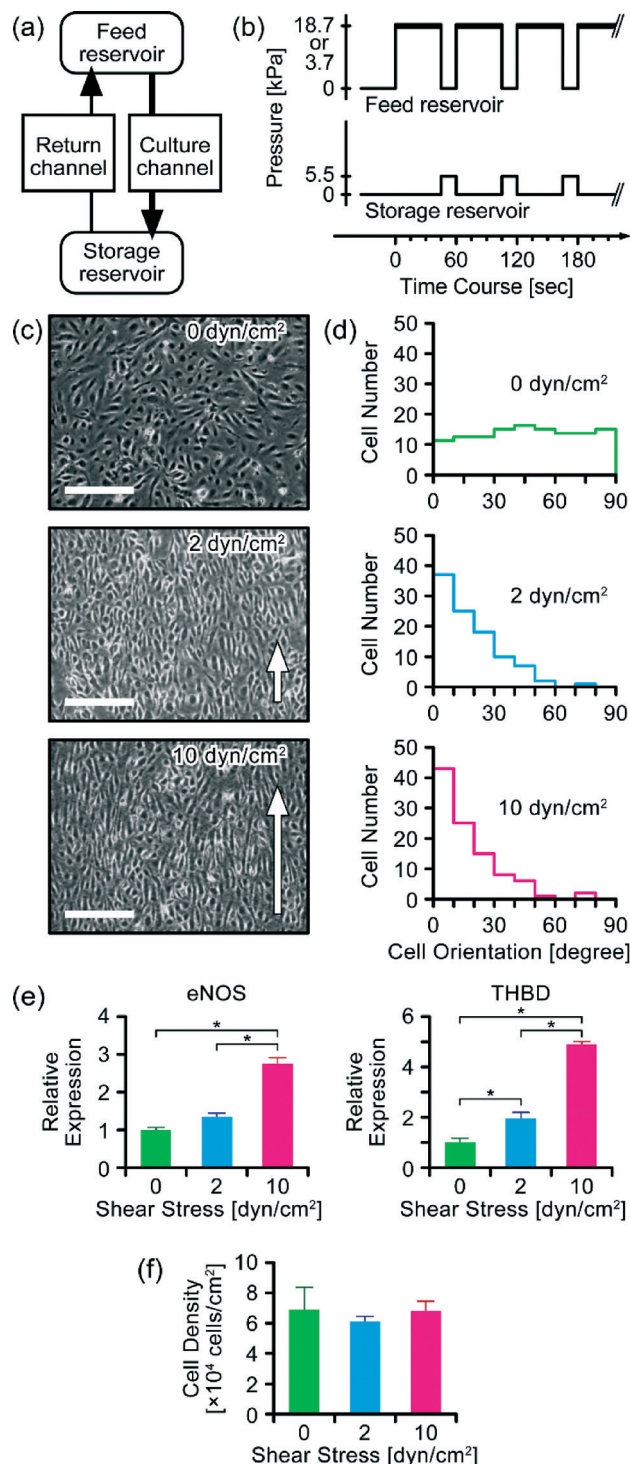 (a)
Feed
reservoir
Return
channel
Culture
channel
Storage
reservoir
(b)
Pressure [kPa]
18.7
or
3.7
0
Feed reservoir
5.5
0
Storage reservoir
0 60 120 180
Time Course [sec]
(c)
0 dyn/cm²
2 dyn/cm²
10 dyn/cm²
(d)
Cell Number
50
40
30
20
10
0
0 dyn/cm²
0 30 60 90
Cell Number
50
40
30
20
10
0
2 dyn/cm²
0 30 60 90
Cell Number
50
40
30
20
10
0
10 dyn/cm²
0 30 60 90
Cell Orientation [degree]
(e)
eNOS
Relative
Expression
4
3
2
1
0
*
*
0 2 10
Shear Stress [dyn/cm²]
THBD
Relative
Expression
6
4
2
0
*
*
*
0 2 10
Shear Stress [dyn/cm²]
(f)
Cell Density
[×10⁴ cells/cm²]
10
8
6
4
2
0
0 2 10
Shear Stress [dyn/cm²]